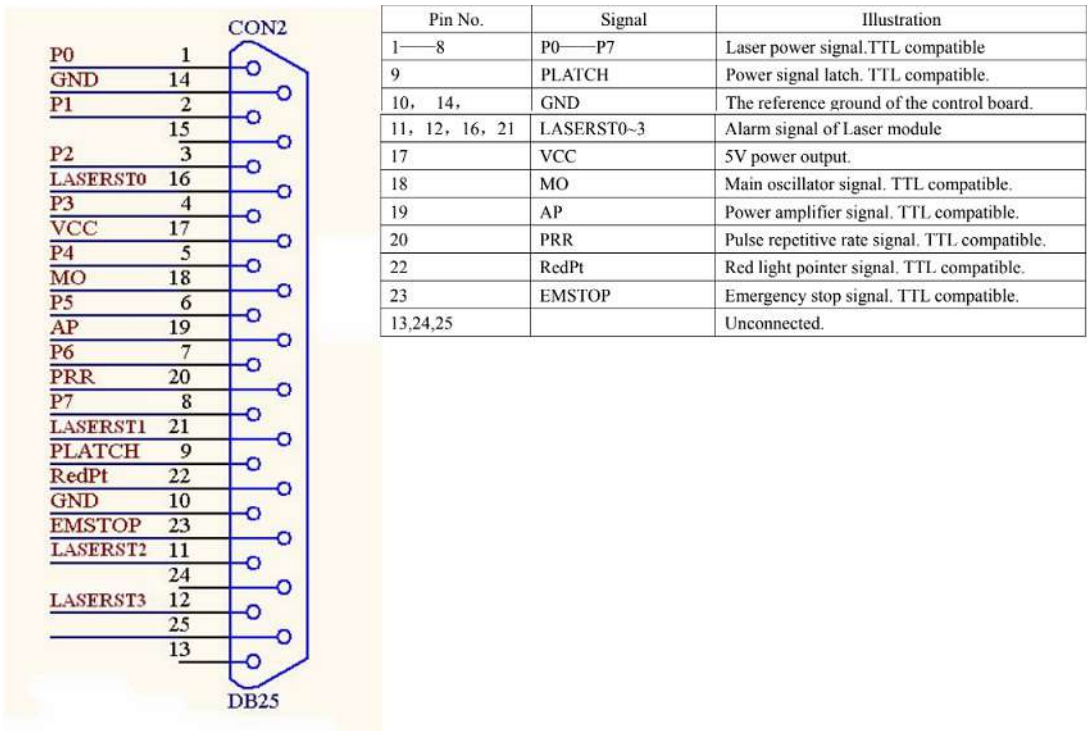 CON2
P0 1
GND 14
P1 2
15
P2 3
LASERST0 16
P3 4
VCC 17
P4 5
MO 18
P5 6
AP 19
P6 7
PRR 20
P7 8
LASERST1 21
PLATCH 9
RedPt 22
GND 10
EMSTOP 23
LASERST2 11
24
LASERST3 12
25
13
DB25
Pin No. Signal Illustration
1——8 P0——P7 Laser power signal.TTL compatible
9 PLATCH Power signal latch. TTL compatible.
10, 14, GND The reference ground of the control board.
11, 12, 16, 21 LASERST0~3 Alarm signal of Laser module
17 VCC 5V power output.
18 MO Main oscillator signal. TTL compatible.
19 AP Power amplifier signal. TTL compatible.
20 PRR Pulse repetitive rate signal. TTL compatible.
22 RedPt Red light pointer signal. TTL compatible.
23 EMSTOP Emergency stop signal. TTL compatible.
13,24,25 Unconnected.